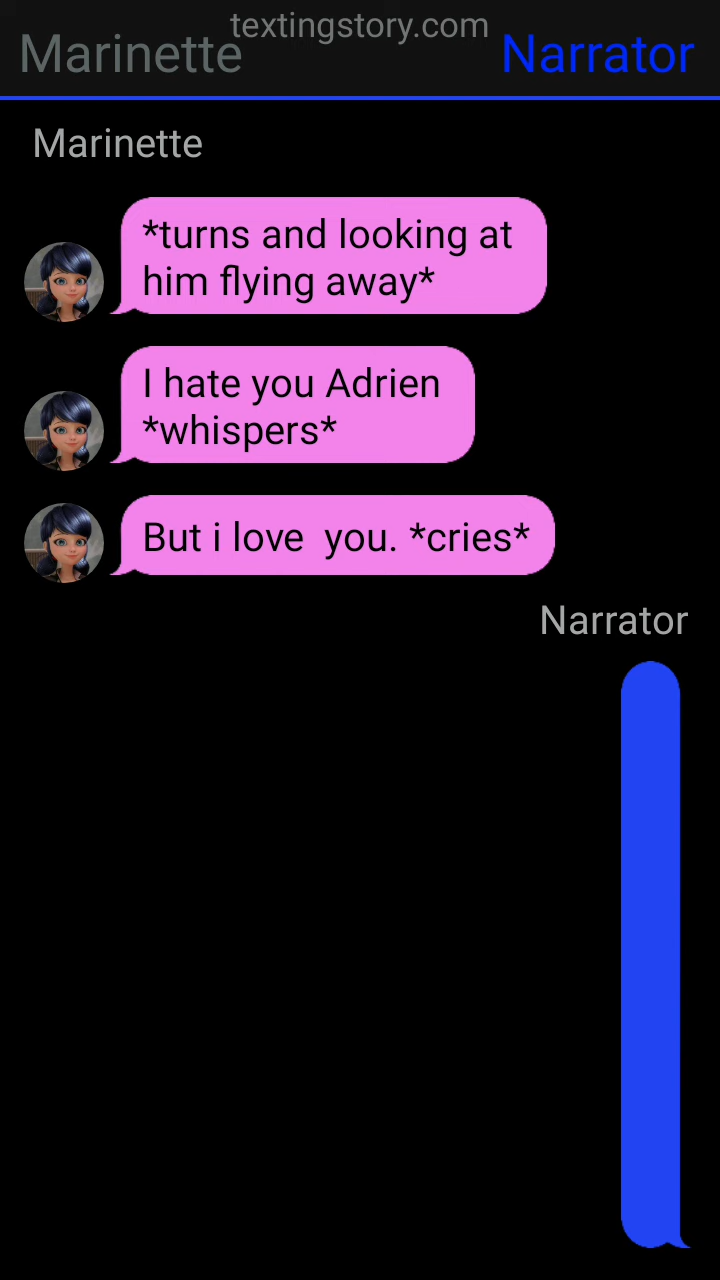 textingstory.com
Marinette
Narrator
Marinette
*turns and looking at
him flying away*
I hate you Adrien
*whispers*
But i love  you. *cries*
Narrator